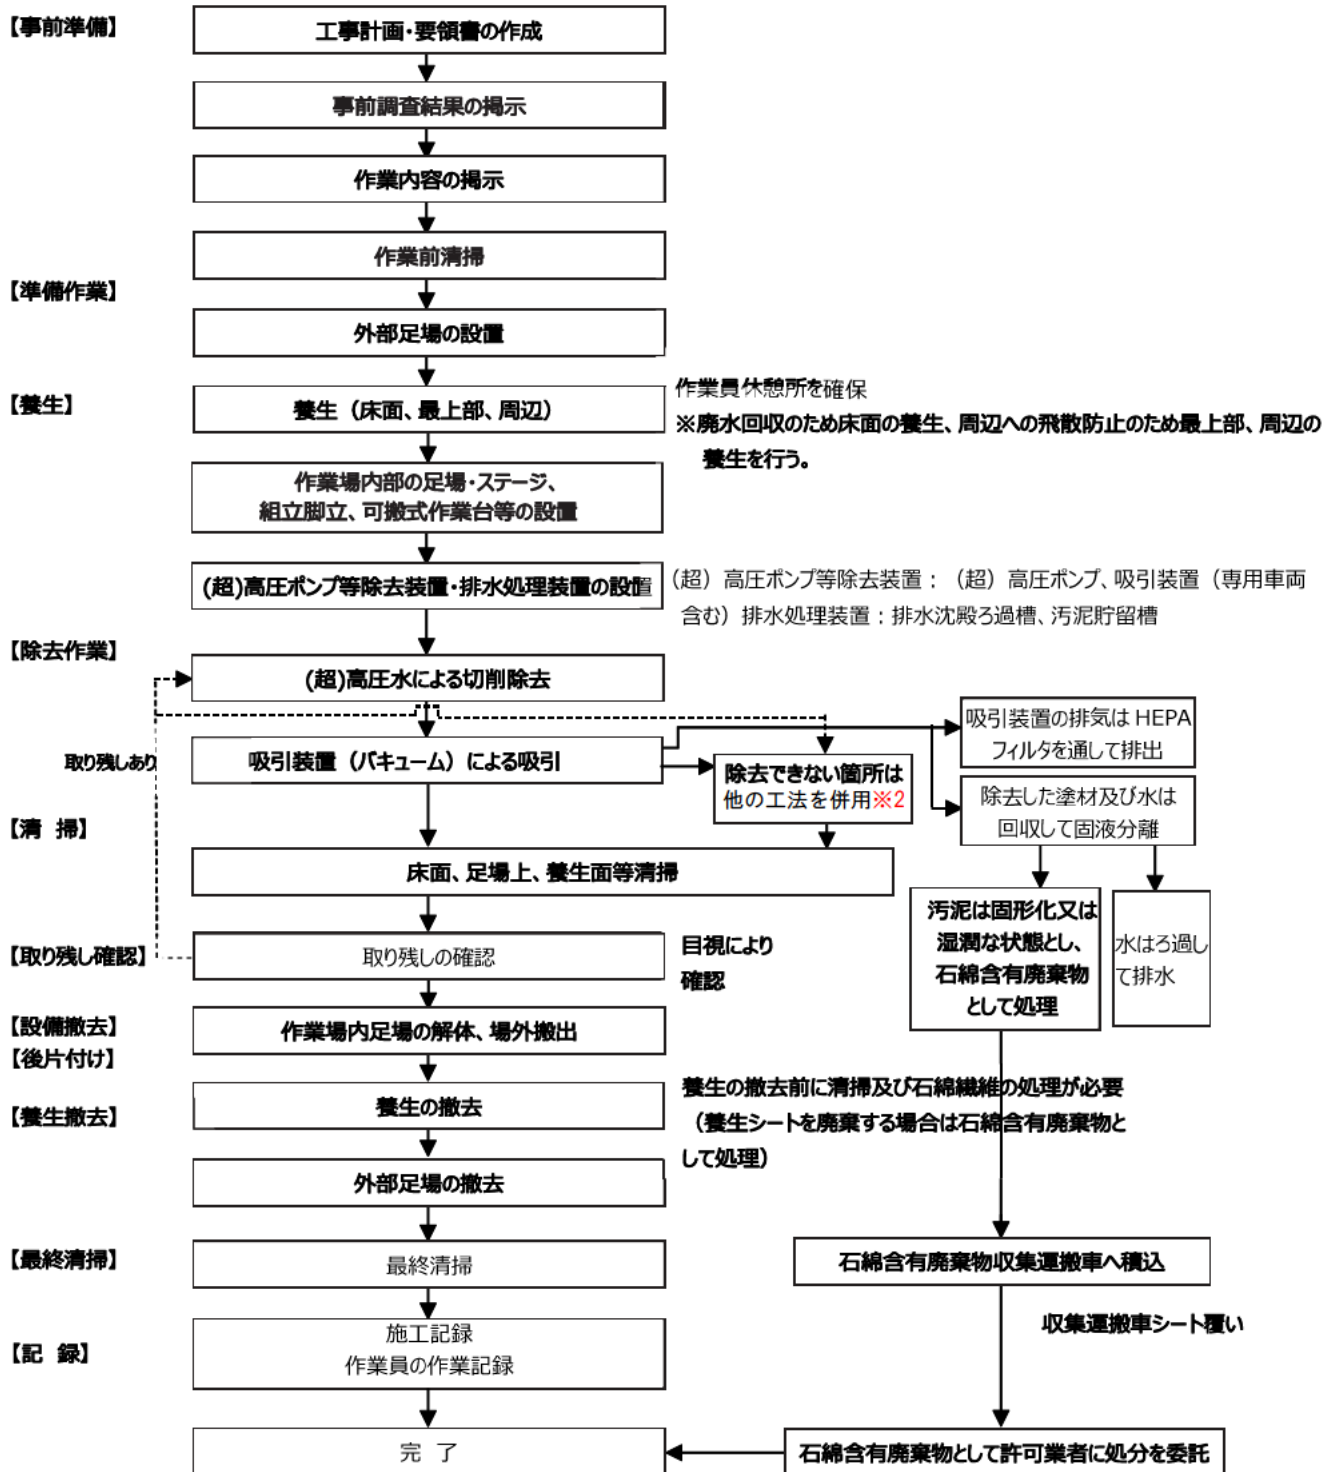 【事前準備】
工事計画・要領書の作成
事前調査結果の掲示
作業内容の掲示
作業前清掃
【準備作業】
外部足場の設置
【養生】
養生（床面、最上部、周辺）
作業員休憩所を確保
※廃水回収のため床面の養生、周辺への飛散防止のため最上部、周辺の
養生を行う。
作業場内部の足場・ステージ、
組立脚立、可搬式作業台等の設置
(超)高圧ポンプ等除去装置・排水処理装置の設置
（超）高圧ポンプ等除去装置：（超）高圧ポンプ、吸引装置（専用車両
含む）排水処理装置：排水沈殿ろ過槽、汚泥貯留槽
【除去作業】
(超)高圧水による切削除去
取り残しあり
吸引装置（バキューム）による吸引
吸引装置の排気は HEPA
フィルタを通して排出
除去できない箇所は
他の工法を併用※2
除去した塗材及び水は
回収して固液分離
【清　掃】
床面、足場上、養生面等清掃
汚泥は固形化又は
湿潤な状態とし、
石綿含有廃棄物
として処理
水はろ過し
て排水
【取り残し確認】
取り残しの確認
目視により
確認
【設備撤去】
【後片付け】
作業場内足場の解体、場外搬出
【養生撤去】
養生の撤去
養生の撤去前に清掃及び石綿繊維の処理が必要
（養生シートを廃棄する場合は石綿含有廃棄物と
して処理）
外部足場の撤去
【最終清掃】
最終清掃
石綿含有廃棄物収集運搬車へ積込
収集運搬車シート覆い
【記　録】
施工記録
作業員の作業記録
完　了
石綿含有廃棄物として許可業者に処分を委託